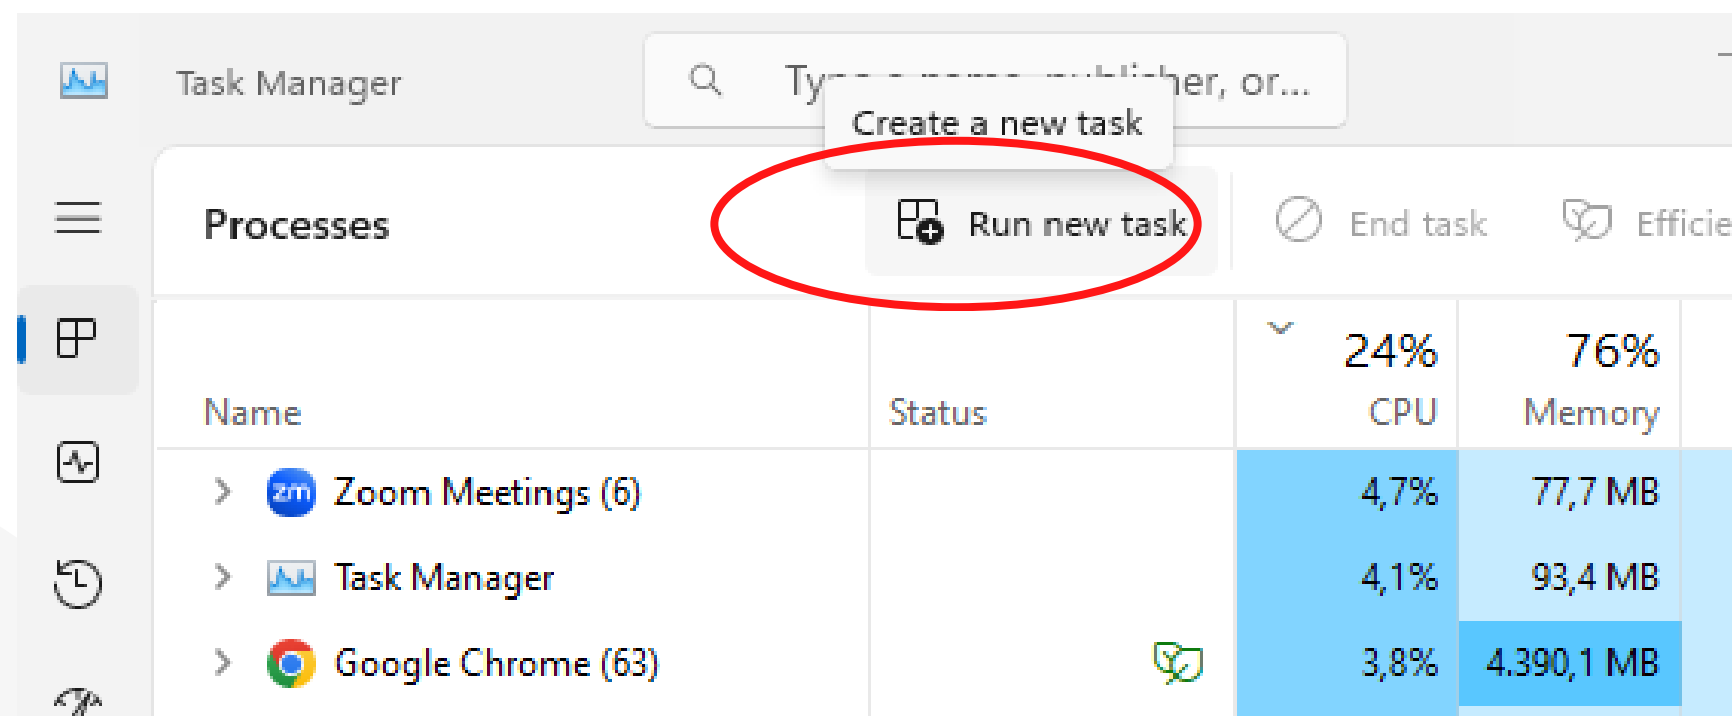 Task Manager
Create a new task
Processes
Run new task
End task
Name
Status
24%
CPU
76%
Memory
zm
Zoom Meetings (6)
4,7%
77,7 MB
Task Manager
4,1%
93,4 MB
Google Chrome (63)
3,8%
4.390,1 MB